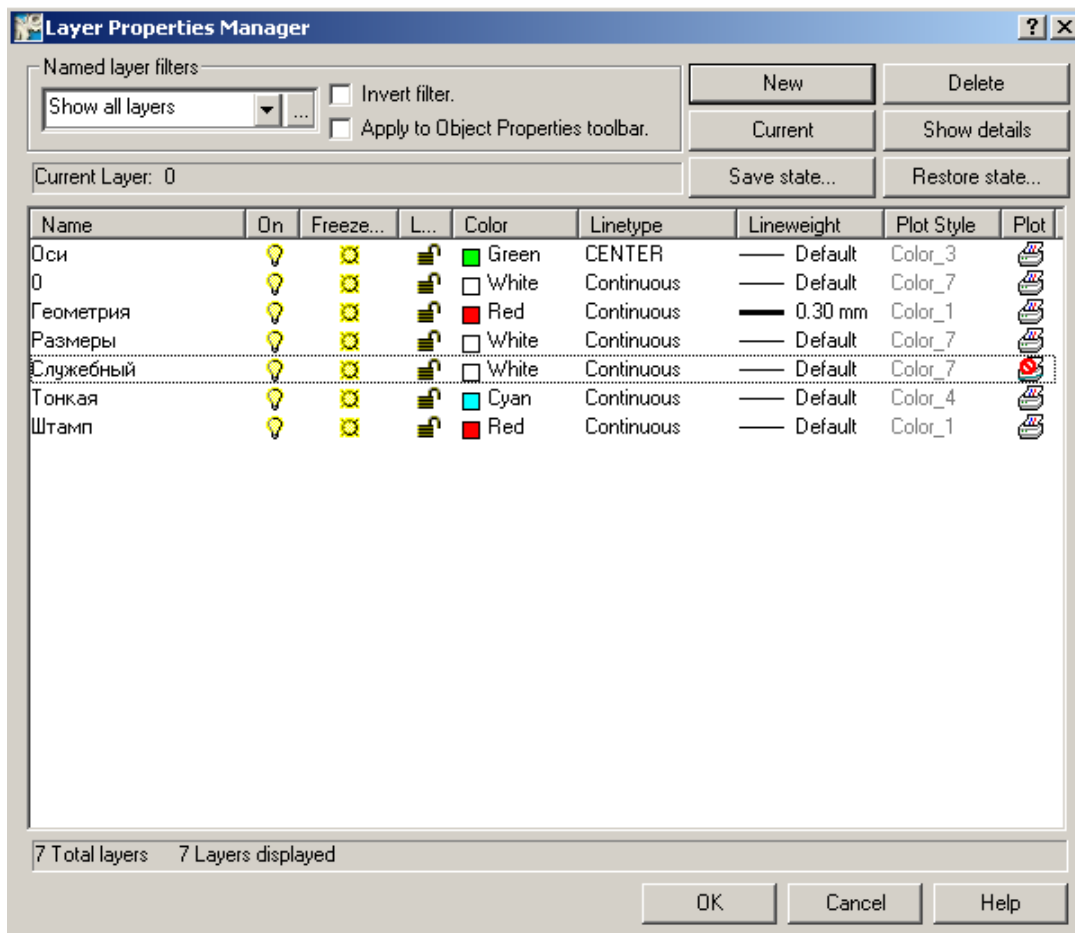 Layer Properties Manager
Named layer filters
Show all layers
...
Invert filter.
Apply to Object Properties toolbar.
New
Delete
Current
Show details
Current Layer: 0
Save state...
Restore state...
Name On Freeze... L... Color Linetype Lineweight Plot Style Plot
Оси Green CENTER Default Color_3
0 White Continuous Default Color_7
Геометрия Red Continuous 0.30 mm Color_1
Размеры White Continuous Default Color_7
Служебный White Continuous Default Color_7
Тонкая Cyan Continuous Default Color_4
Штамп Red Continuous Default Color_1
7 Total layers 7 Layers displayed
OK Cancel Help